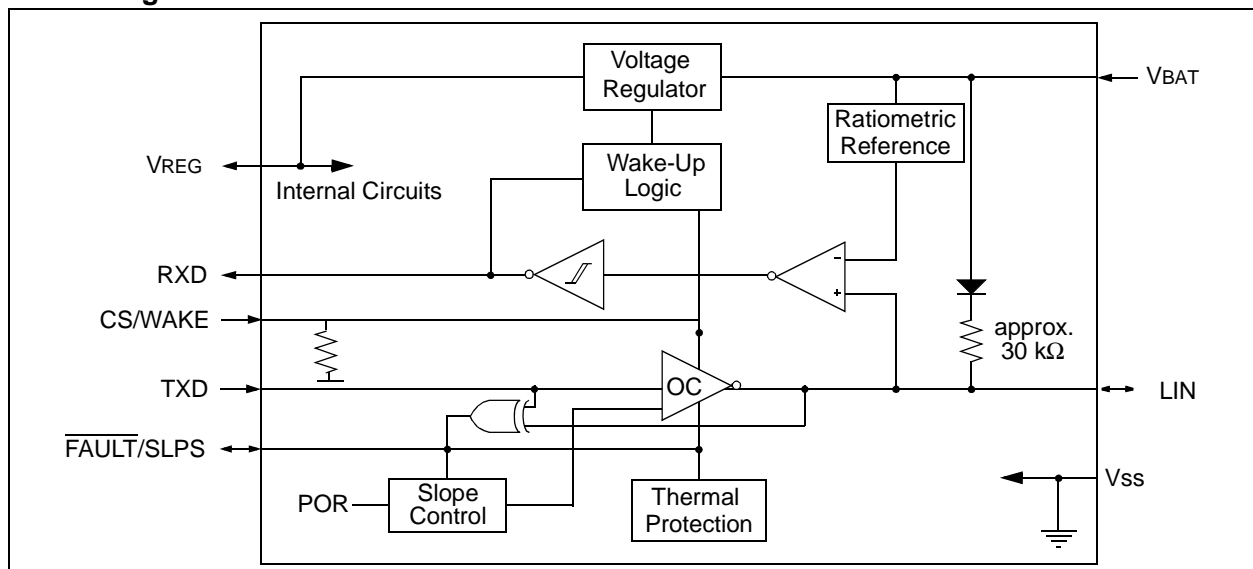 Voltage
Regulator
VBAT
Ratiometric
Reference
VREG
Internal Circuits
Wake-Up
Logic
RXD
–
+
CS/WAKE
approx.
30 kΩ
TXD
OC
LIN
FAULT/SLPS
POR
Slope
Control
Thermal
Protection
VSS